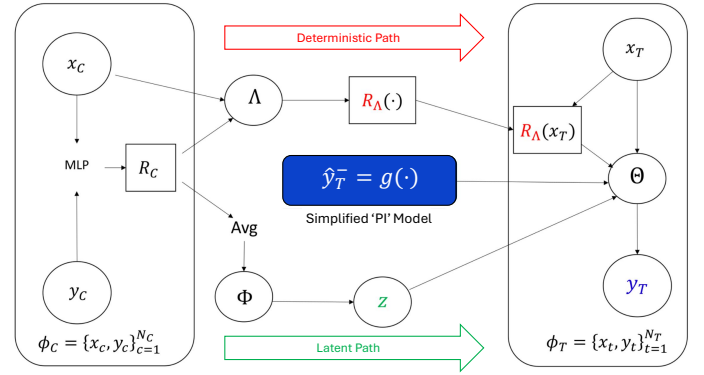 Deterministic Path
x_C
x_T
Λ
R_Λ(·)
R_Λ(x_T)
MLP
R_C
ŷ_T^- = g(·)
Θ
Simplified ‘PI’ Model
Avg
y_C
Φ
z
y_T
ϕ_C = {x_c, y_c}_{c=1}^{N_C}
Latent Path
ϕ_T = {x_t, y_t}_{t=1}^{N_T}